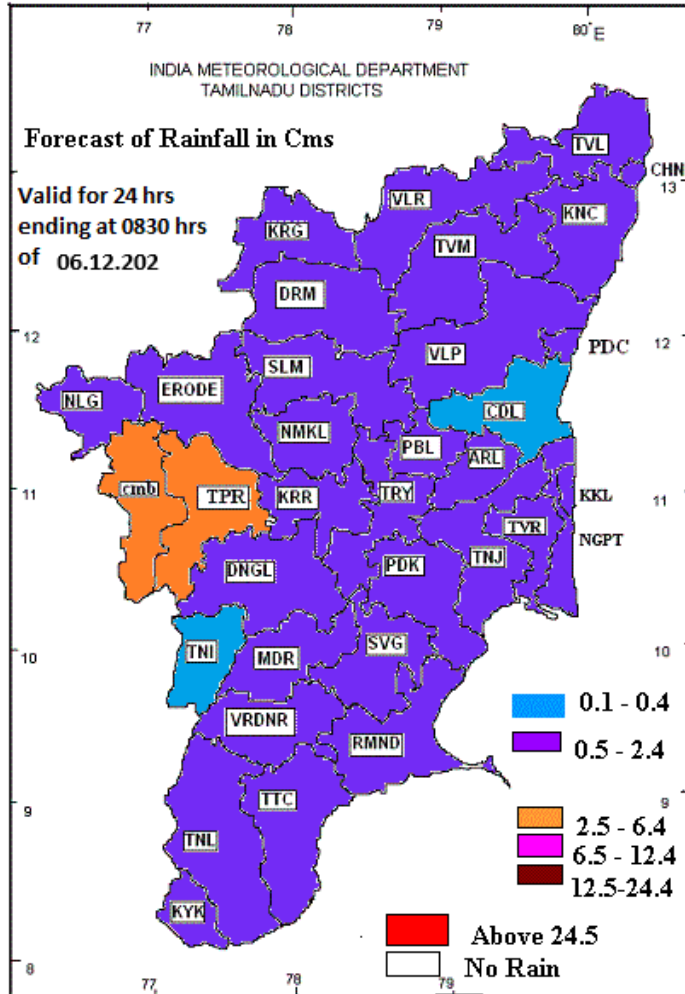 77 78 79 80° E
INDIA METEOROLOGICAL DEPARTMENT
TAMILNADU DISTRICTS
Forecast of Rainfall in Cms
TVL
CHN
13
Valid for 24 hrs
ending at 0830 hrs
of 06.12.202
VLR
KNC
KRG
TVM
DRM
12
12
PDC
VLP
SLM
ERODE
NLG
CDL
NMKL
PBL
ARL
11
cmb
TPR
KRR
TRY
KKL
11
TYR
NGPT
DNGL
PDK
TNJ
10
TNI
MDR
SVG
10
0.1 - 0.4
VRDNR
RMND
0.5 - 2.4
9
TTC
9
2.5 - 6.4
TNL
6.5 - 12.4
12.5-24.4
KYK
Above 24.5
8
No Rain
77 78 79